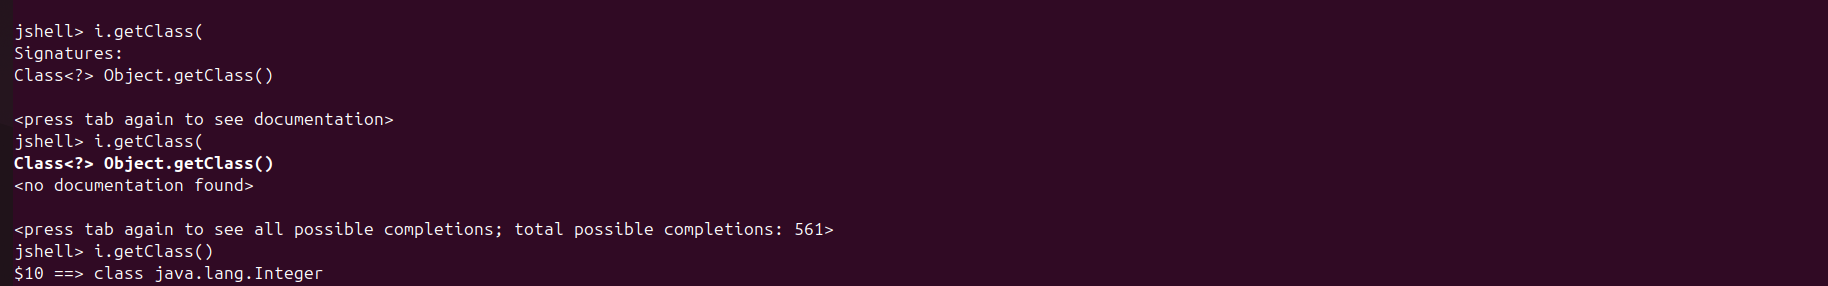 jshell> i.getClass(
Signatures:
Class<?> Object.getClass()
<press tab again to see documentation>
jshell> i.getClass(
Class<?> Object.getClass()
<no documentation found>
<press tab again to see all possible completions; total possible completions: 561>
jshell> i.getClass()
$10 ==> class java.lang.Integer